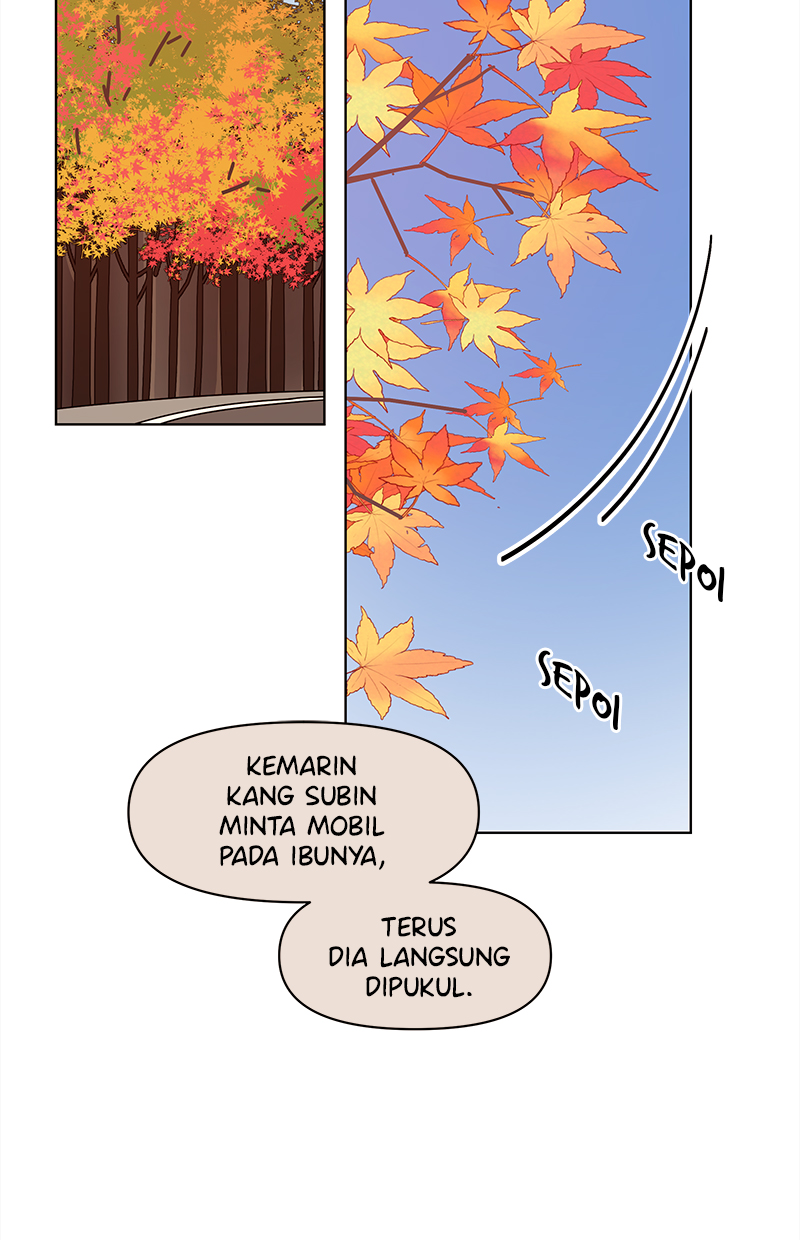 SEPOI
SEPOI
KEMARIN
KANG SUBIN
MINTA MOBIL
PADA IBUNYA,
TERUS
DIA LANGSUNG
DIPUKUL.